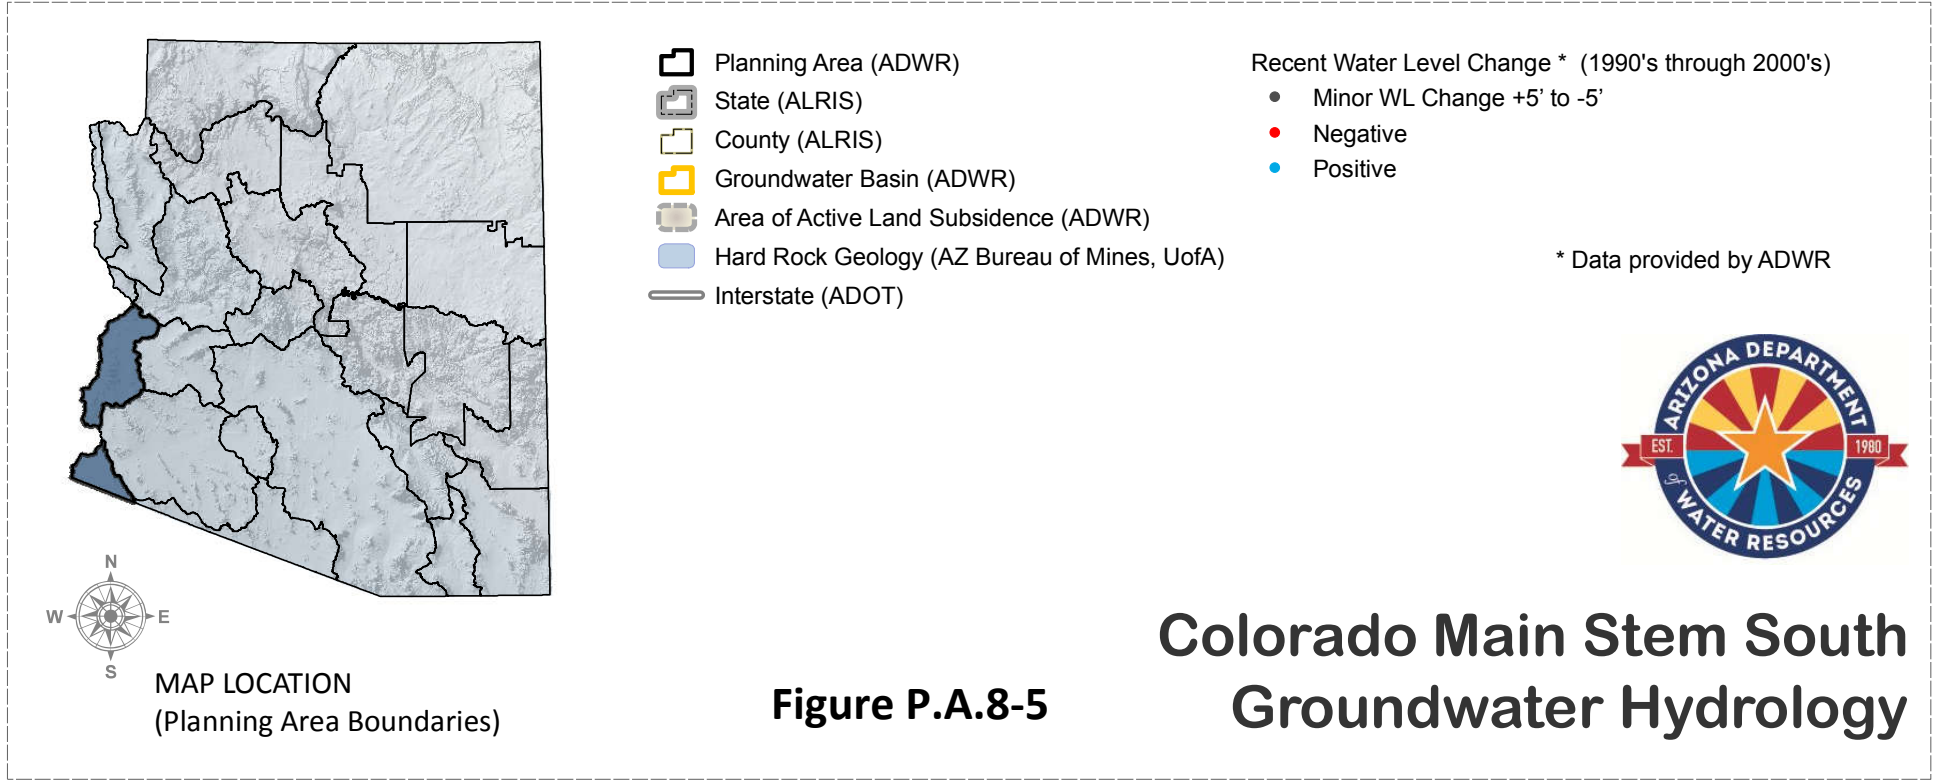 Planning Area (ADWR)
State (ALRIS)
County (ALRIS)
Groundwater Basin (ADWR)
Area of Active Land Subsidence (ADWR)
Hard Rock Geology (AZ Bureau of Mines, UofA)
Interstate (ADOT)
Recent Water Level Change * (1990's through 2000's)
Minor WL Change +5’ to -5’
Negative
Positive
* Data provided by ADWR
ARIZONA DEPARTMENT
EST. 1980
of WATER RESOURCES
N
W E
S
MAP LOCATION
(Planning Area Boundaries)
Figure P.A.8-5
Colorado Main Stem South
Groundwater Hydrology